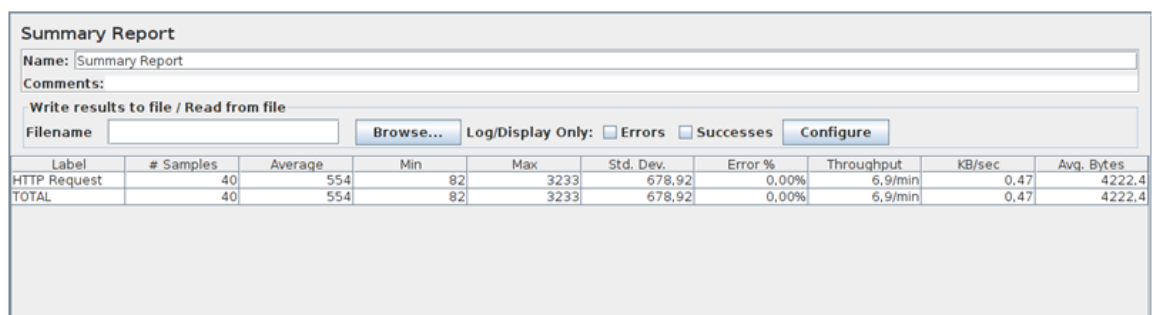 Summary Report
Name: Summary Report
Comments:
Write results to file / Read from file
Filename Browse... Log/Display Only: Errors Successes Configure
Label # Samples Average Min Max Std. Dev. Error % Throughput KB/sec Avg. Bytes
HTTP Request 40 554 82 3233 678,92 0,00% 6,9/min 0,47 4222,4
TOTAL 40 554 82 3233 678,92 0,00% 6,9/min 0,47 4222,4